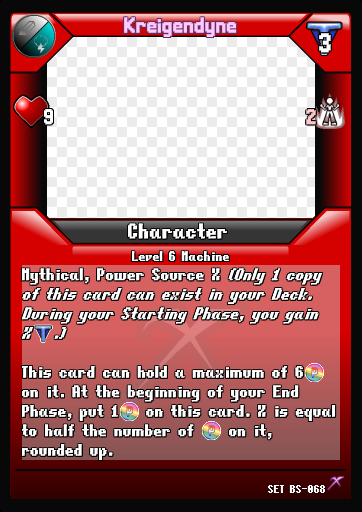 Kreigendyne
3
9
2
Character
Level 6 Machine
Mythical, Power Source X (Only 1 copy
of this card can exist in your Deck.
During your Starting Phase, you gain
X .)
This card can hold a maximum of 6
on it. At the beginning of your End
Phase, put 1 on this card. X is equal
to half the number of on it,
rounded up.
SET BS-068